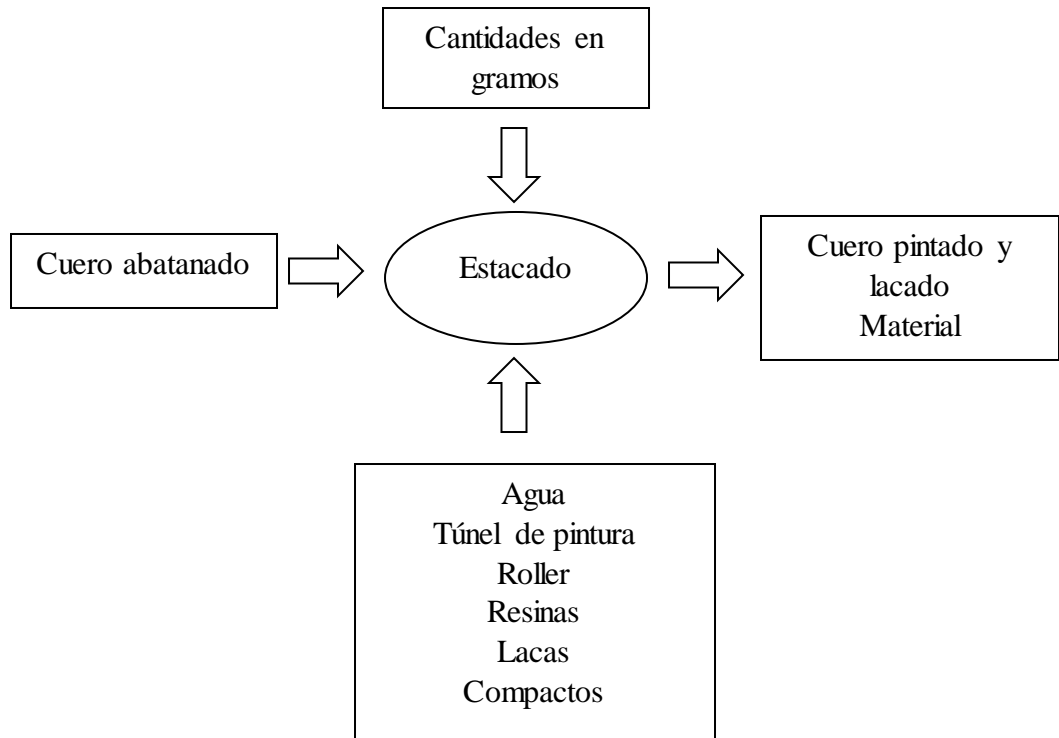 Cantidades en
gramos
Cuero abatanado
Estacado
Cuero pintado y
lacado
Material
Agua
Túnel de pintura
Roller
Resinas
Lacas
Compactos